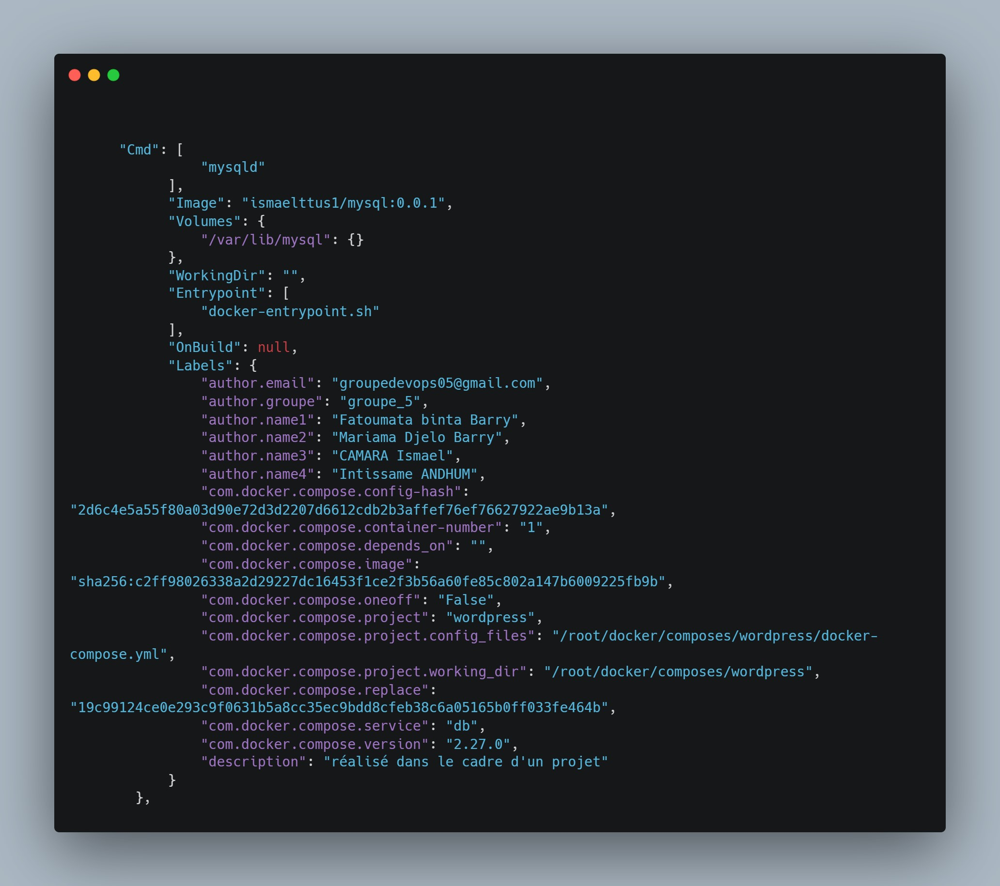 "Cmd": [
"mysqld"
],
"Image": "ismaelttus1/mysql:0.0.1",
"Volumes": {
"/var/lib/mysql": {}
},
"WorkingDir": "",
"Entrypoint": [
"docker-entrypoint.sh"
],
"OnBuild": null,
"Labels": {
"author.email": "groupedevops05@gmail.com",
"author.groupe": "groupe_5",
"author.name1": "Fatoumata binta Barry",
"author.name2": "Mariama Djelo Barry",
"author.name3": "CAMARA Ismael",
"author.name4": "Intissame ANDHUM",
"com.docker.compose.config-hash":
"2d6c4e5a55f80a03d90e72d3d2207d6612cdb2b3affef76ef76627922ae9b13a",
"com.docker.compose.container-number": "1",
"com.docker.compose.depends_on": "",
"com.docker.compose.image":
"sha256:c2ff98026338a2d29227dc16453f1ce2f3b56a60fe85c802a147b6009225fb9b",
"com.docker.compose.oneoff": "False",
"com.docker.compose.project": "wordpress",
"com.docker.compose.project.config_files": "/root/docker/composes/wordpress/docker-
compose.yml",
"com.docker.compose.project.working_dir": "/root/docker/composes/wordpress",
"com.docker.compose.replace":
"19c99124ce0e293c9f0631b5a8cc35ec9bdd8cfeb38c6a05165b0ff033fe464b",
"com.docker.compose.service": "db",
"com.docker.compose.version": "2.27.0",
"description": "réalisé dans le cadre d'un projet"
}
},